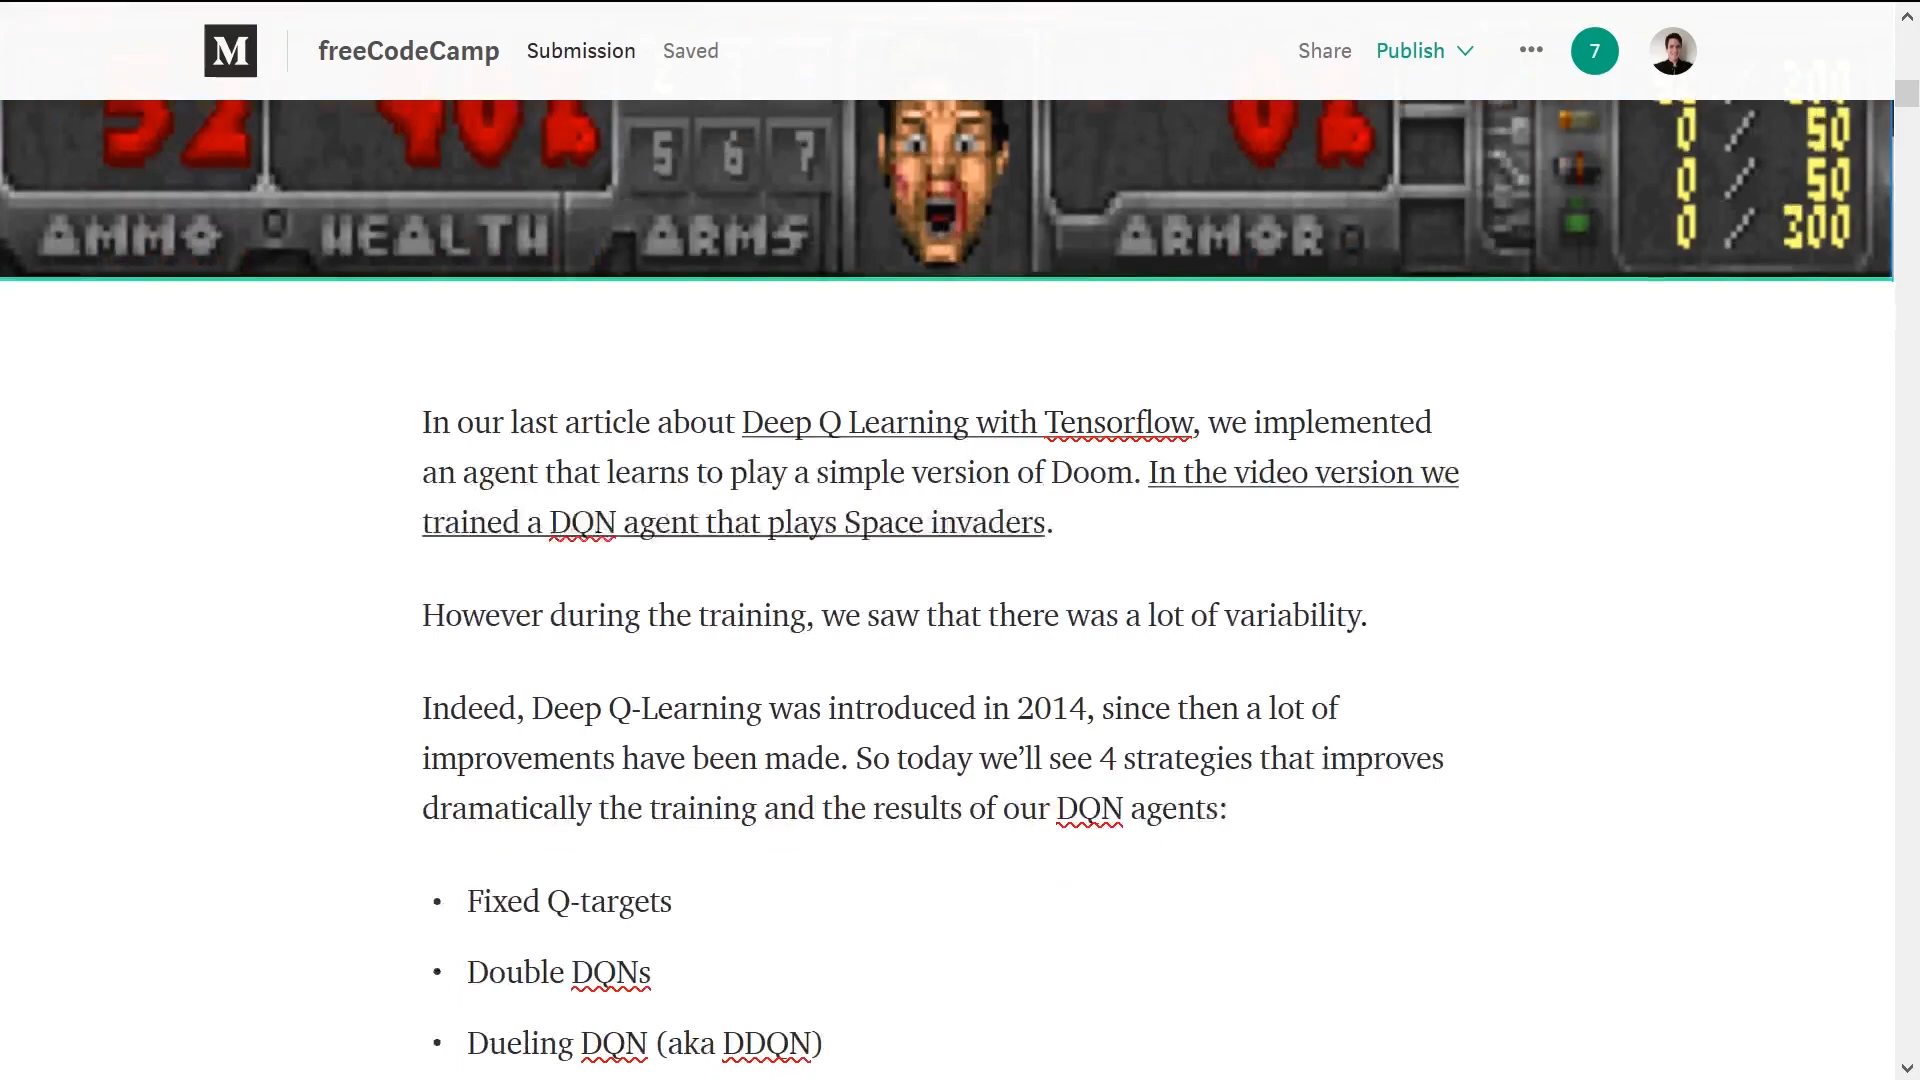 M freeCodeCamp Submission Saved Share Publish ••• 7
52 40% 5 6 7 0% 0 / 50
0 / 50
0 / 300
AMMO HEALTH ARMS ARMOR
In our last article about Deep Q Learning with Tensorflow, we implemented
an agent that learns to play a simple version of Doom. In the video version we
trained a DQN agent that plays Space invaders.
However during the training, we saw that there was a lot of variability.
Indeed, Deep Q-Learning was introduced in 2014, since then a lot of
improvements have been made. So today we’ll see 4 strategies that improves
dramatically the training and the results of our DQN agents:
• Fixed Q-targets
• Double DQNs
• Dueling DQN (aka DDQN)